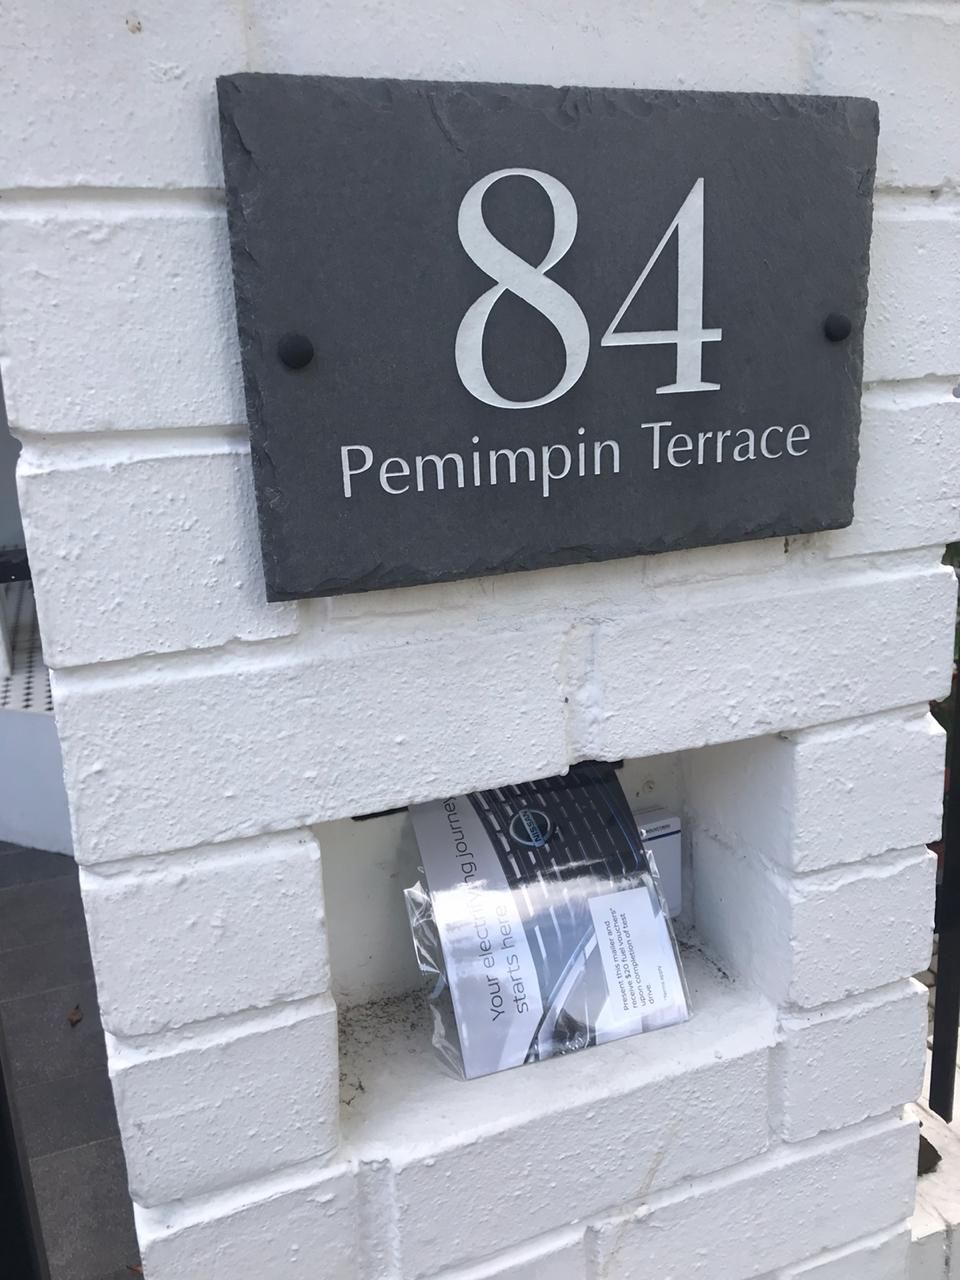 84
Pemimpin Terrace
NISSAN
Your electrifying journey
starts here
Present this mailer and
receive $20 fuel vouchers*
upon completion of test
drive.